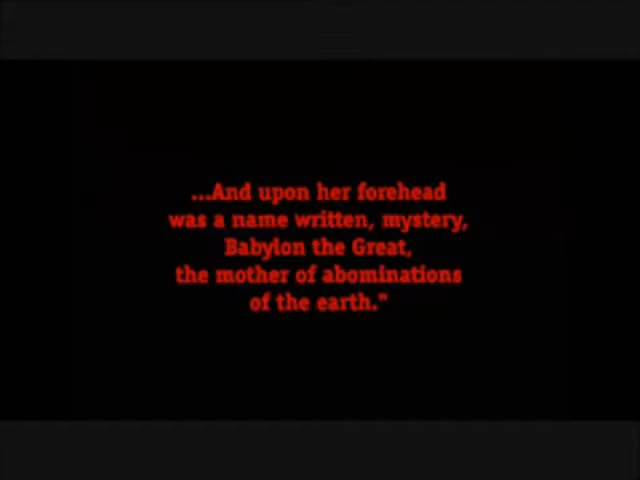 ...And upon her forehead
was a name written, mystery,
Babylon the Great,
the mother of abominations
of the earth."